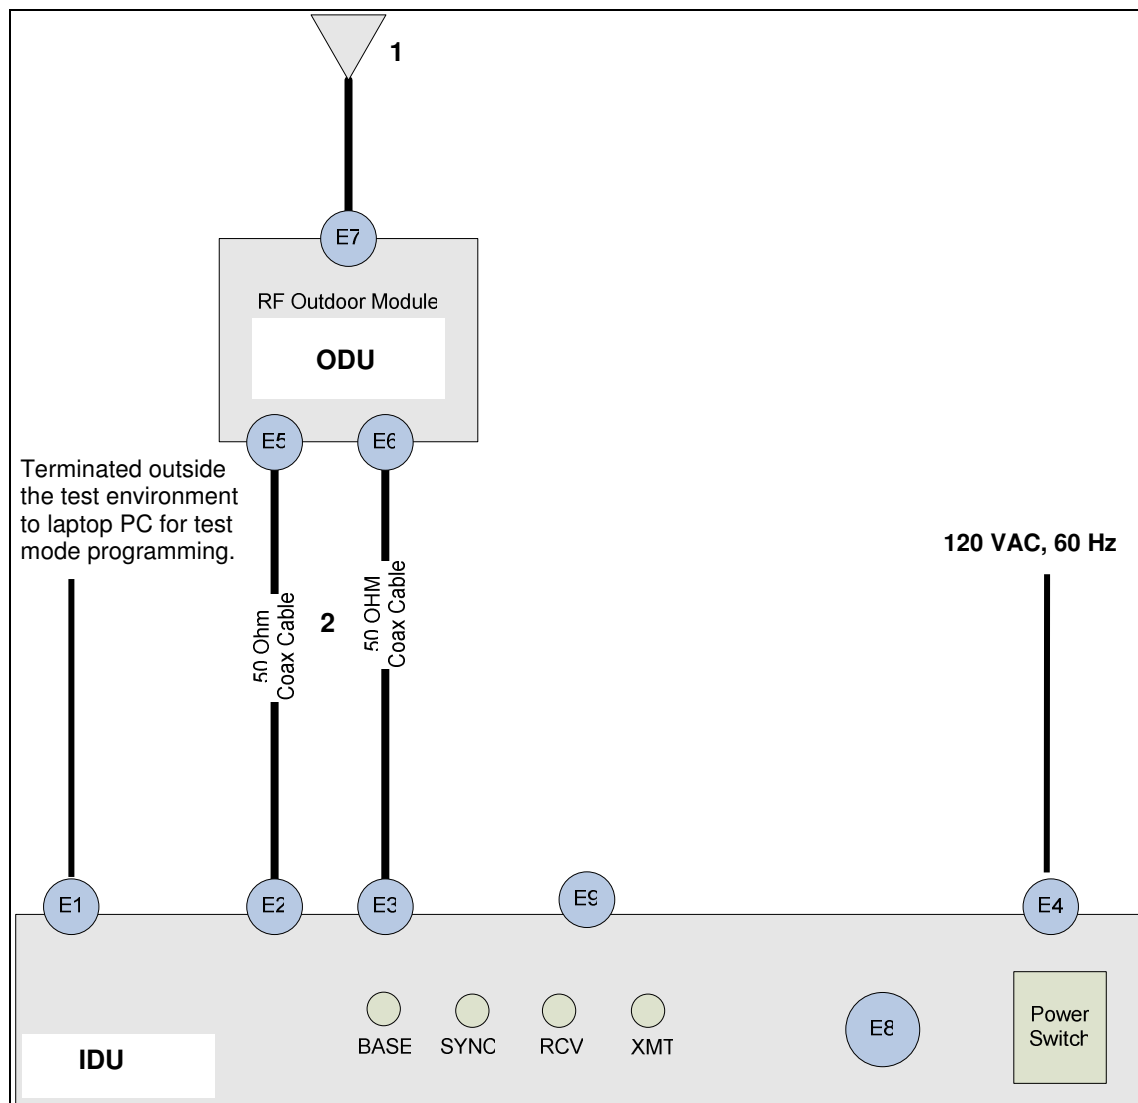 1
E7
RF Outdoor Module
ODU
E5
E6
Terminated outside
the test environment
to laptop PC for test
mode programming.
120 VAC, 60 Hz
50 Ohm
Coax Cable
2
50 OHM
Coax Cable
E1
E2
E3
E9
E4
BASE
SYNC
RCV
XMT
E8
Power
Switch
IDU